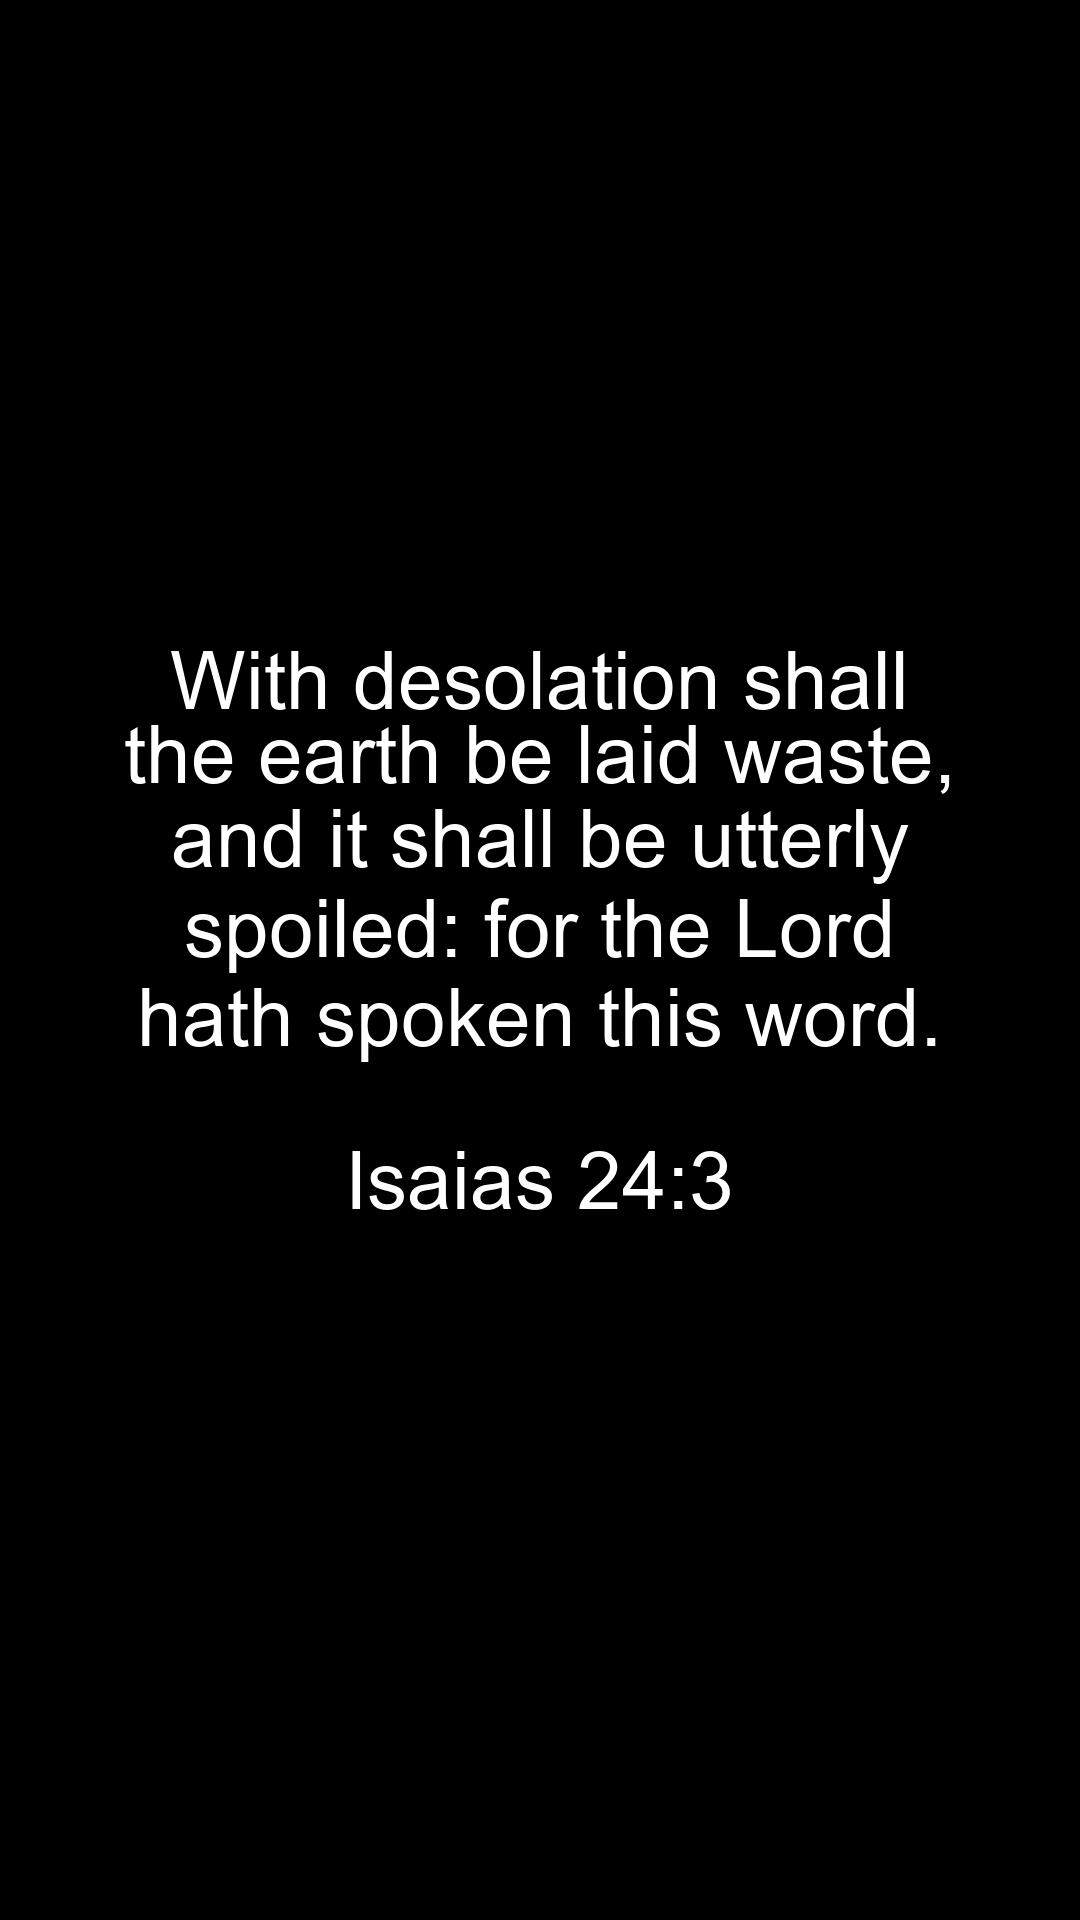 With desolation shall
the earth be laid waste,
and it shall be utterly
spoiled: for the Lord
hath spoken this word.
Isaias 24:3